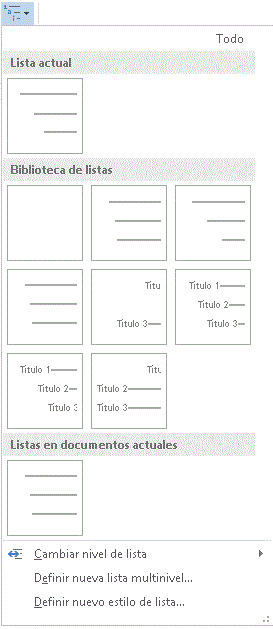 Todo
Lista actual
Biblioteca de listas
Títu
Título 3
Título 1
Título 2
Título 3
Título 1
Título 2
Título 3
Títu
Título 2
Título 3
Listas en documentos actuales
Cambiar nivel de lista
Definir nueva lista multinivel...
Definir nuevo estilo de lista...